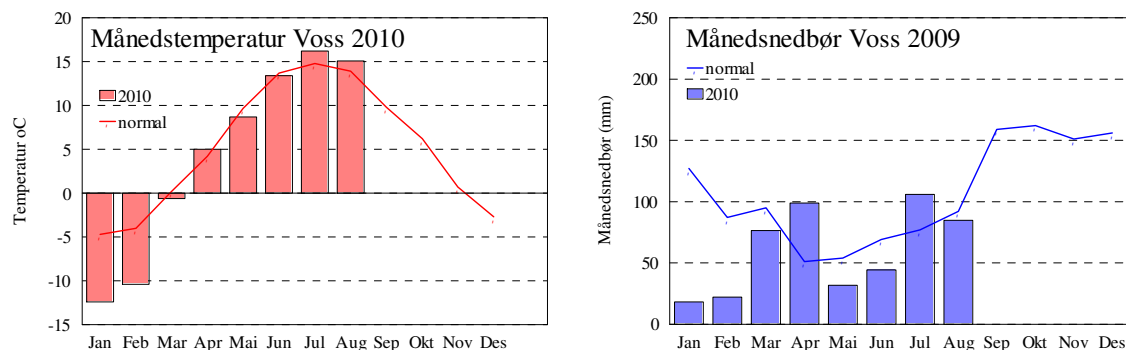 Månedstemperatur Voss 2010
2010
normal
Temperatur oC
20
15
10
5
0
-5
-10
-15
Jan Feb Mar Apr Mai Jun Jul Aug Sep Okt Nov Des
Månedsnedbør Voss 2009
normal
2010
Månedsnedbør (mm)
250
200
150
100
50
0
Jan Feb Mar Apr Mai Jun Jul Aug Sep Okt Nov Des